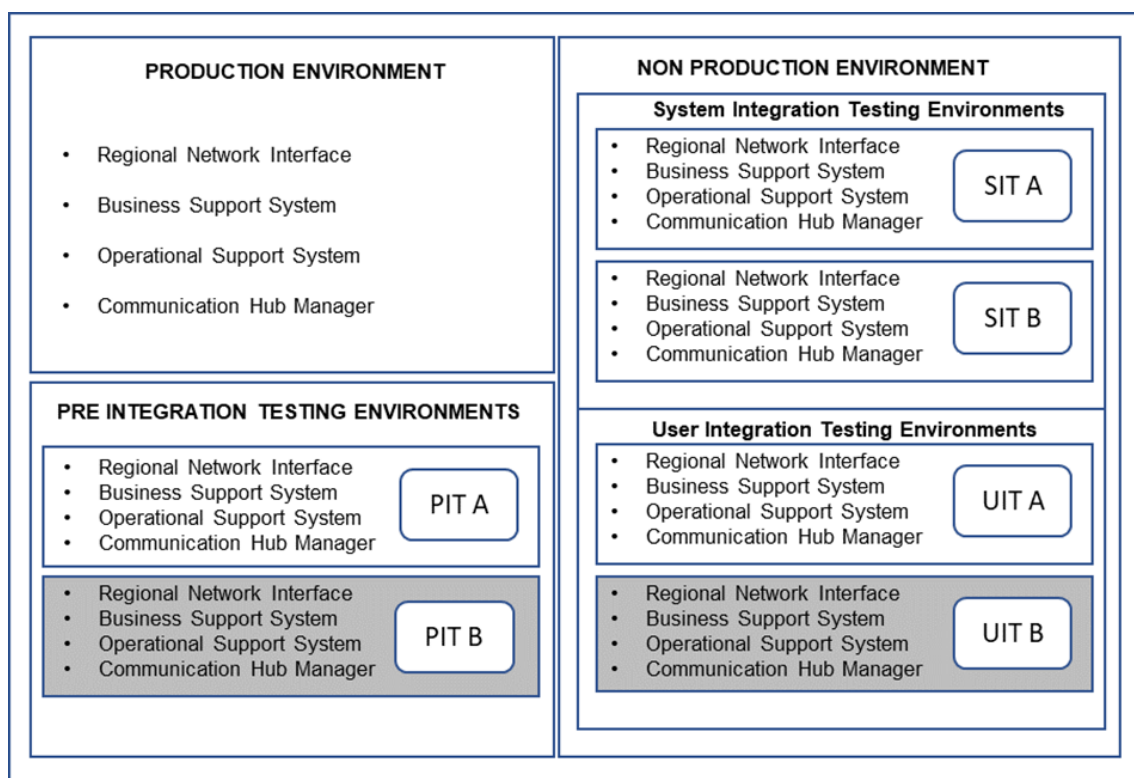 PRODUCTION ENVIRONMENT
• Regional Network Interface
• Business Support System
• Operational Support System
• Communication Hub Manager
PRE INTEGRATION TESTING ENVIRONMENTS
• Regional Network Interface
• Business Support System
• Operational Support System
• Communication Hub Manager
PIT A
• Regional Network Interface
• Business Support System
• Operational Support System
• Communication Hub Manager
PIT B
NON PRODUCTION ENVIRONMENT
System Integration Testing Environments
• Regional Network Interface
• Business Support System
• Operational Support System
• Communication Hub Manager
SIT A
• Regional Network Interface
• Business Support System
• Operational Support System
• Communication Hub Manager
SIT B
User Integration Testing Environments
• Regional Network Interface
• Business Support System
• Operational Support System
• Communication Hub Manager
UIT A
• Regional Network Interface
• Business Support System
• Operational Support System
• Communication Hub Manager
UIT B